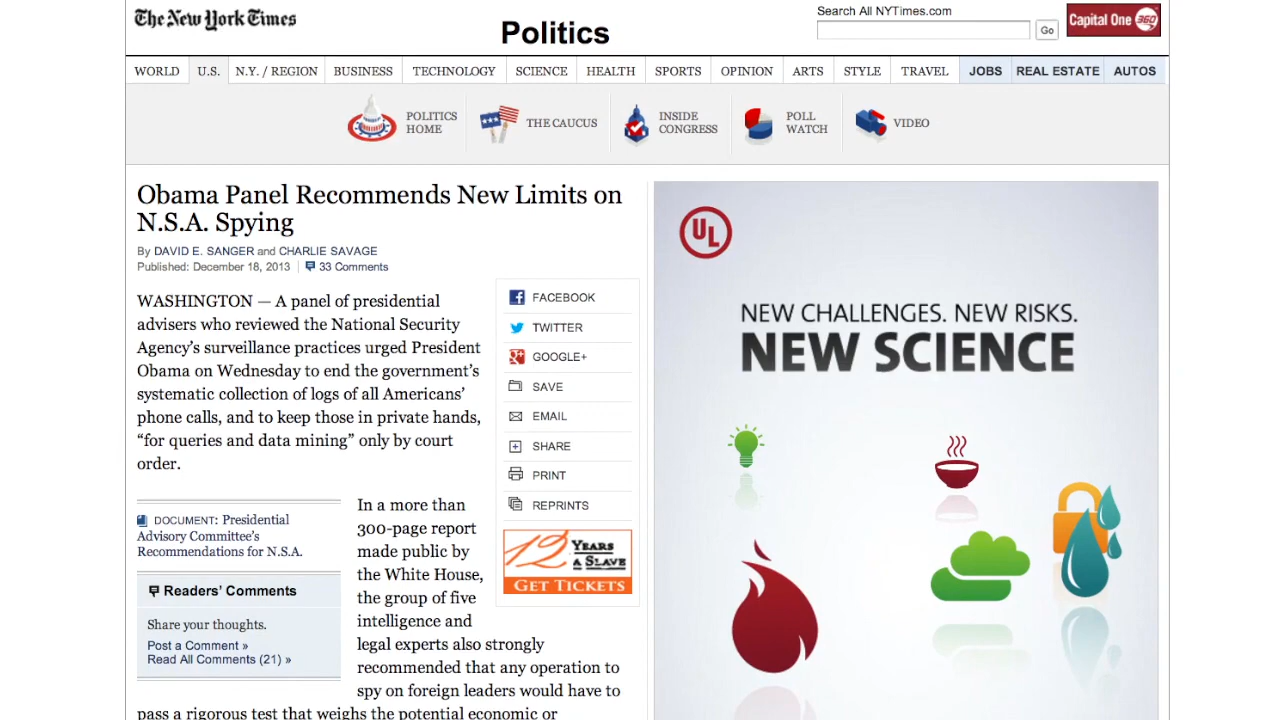 The New York Times
Politics
Search All NYTimes.com
Go
Capital One 360
WORLD U.S. N.Y. / REGION BUSINESS TECHNOLOGY SCIENCE HEALTH SPORTS OPINION ARTS STYLE TRAVEL JOBS REAL ESTATE AUTOS
POLITICS
HOME
THE CAUCUS
INSIDE
CONGRESS
POLL
WATCH
VIDEO
Obama Panel Recommends New Limits on
N.S.A. Spying
By DAVID E. SANGER and CHARLIE SAVAGE
Published: December 18, 2013 33 Comments
WASHINGTON — A panel of presidential
advisers who reviewed the National Security
Agency’s surveillance practices urged President
Obama on Wednesday to end the government’s
systematic collection of logs of all Americans’
phone calls, and to keep those in private hands,
“for queries and data mining” only by court
order.
FACEBOOK
TWITTER
GOOGLE+
SAVE
EMAIL
SHARE
PRINT
REPRINTS
12 YEARS
A SLAVE
GET TICKETS
DOCUMENT: Presidential
Advisory Committee’s
Recommendations for N.S.A.
Readers’ Comments
Share your thoughts.
Post a Comment »
Read All Comments (21) »
In a more than
300-page report
made public by
the White House,
the group of five
intelligence and
legal experts also strongly
recommended that any operation to
spy on foreign leaders would have to
pass a rigorous test that weighs the potential economic or
UL
NEW CHALLENGES. NEW RISKS.
NEW SCIENCE